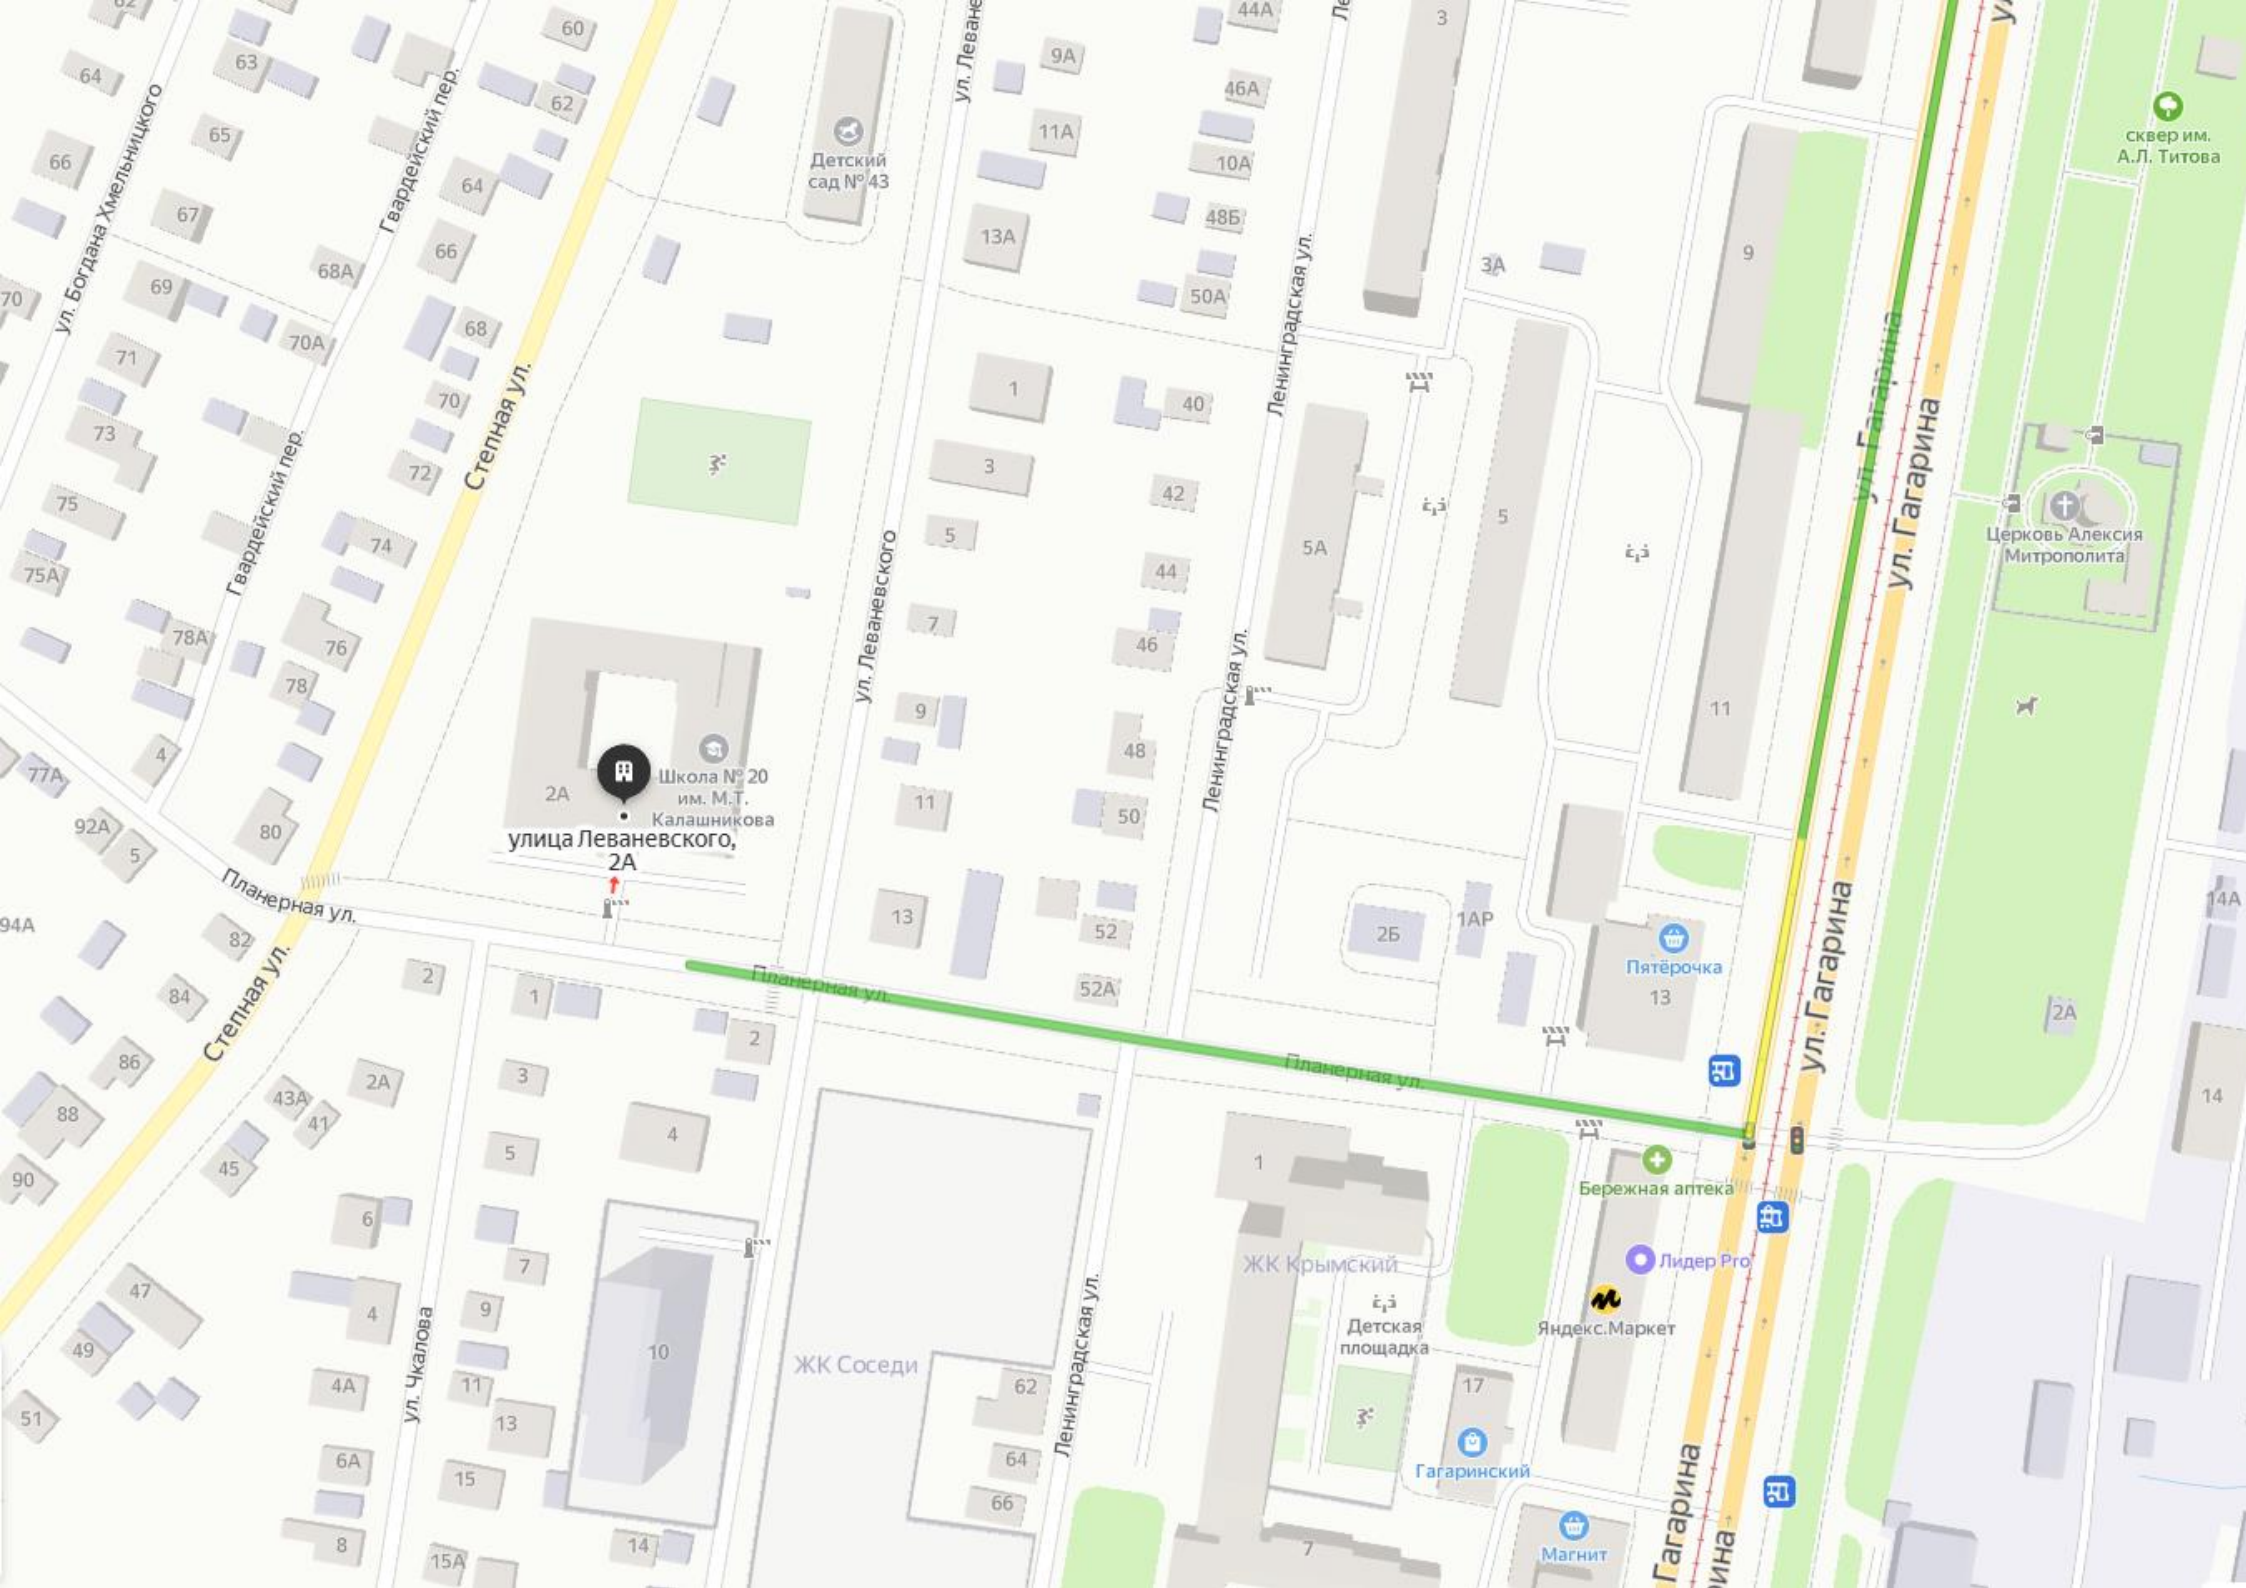 62
63
64
65
66
67
ул. Богдана Хмельницкого
Гвардейский пер.
60
62
64
66
68А
70
69
70А
71
68
70
72
73
75
75А
74
76
78А
78
Степная ул.
Гвардейский пер.
4
77А
92А
5
80
94А
82
84
86
88
90
Планерная ул.
Степная ул.
Детский
сад № 43
ул. Леване
9А
11А
13А
44А
46А
10А
48Б
50А
Ле
3
3А
Ленинградская ул.
9
ул
сквер им.
А.Л. Титова
1
3
5
7
9
11
13
40
42
44
46
48
50
52
52А
ул. Леваневского
Ленинградская ул.
5А
5
11
ул. Гагарина
ул. Гагарина
Церковь Алексия
Митрополита
2А
Школа № 20
им. М.Т.
Калашникова
улица Леваневского,
2А
2Б
1АР
Пятёрочка
13
ул. Гагарина
2А
14А
14
Планерная ул.
Планерная ул.
2
1
2
3
4
5
2А
43А
41
45
6
7
47
49
51
4
9
10
4А
11
13
6А
15
8
15А
14
ул. Чкалова
ЖК Соседи
62
64
66
Ленинградская ул.
1
ЖК Крымский
Детская
площадка
Бережная аптека
Лидер Pro
Яндекс.Маркет
17
Гагаринский
Магнит
7
Гагарина
рина